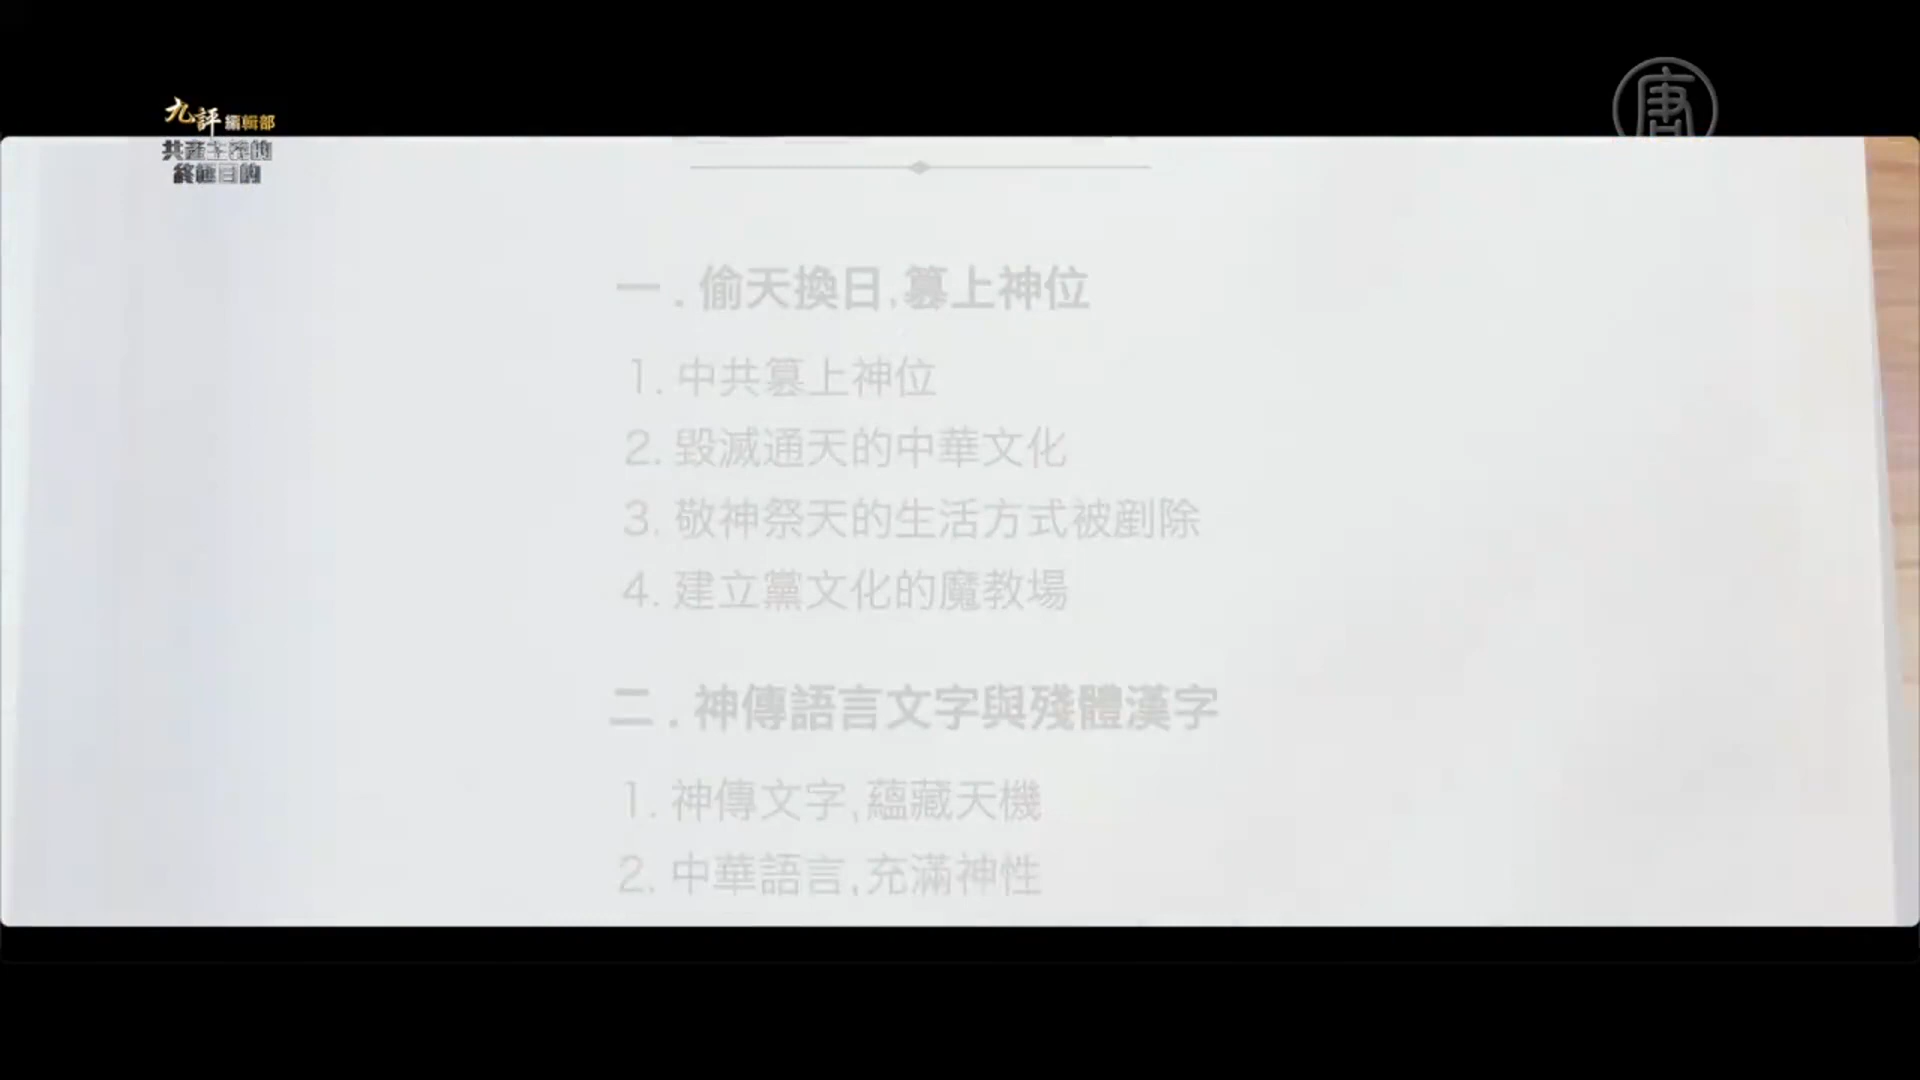 九評編輯部
共產主義的
終極目的
唐
一.偷天換日,篡上神位
1.中共篡上神位
2.毀滅通天的中華文化
3.敬神祭天的生活方式被剷除
4.建立黨文化的魔教場
二.神傳語言文字與殘體漢字
1.神傳文字,蘊藏天機
2.中華語言,充滿神性